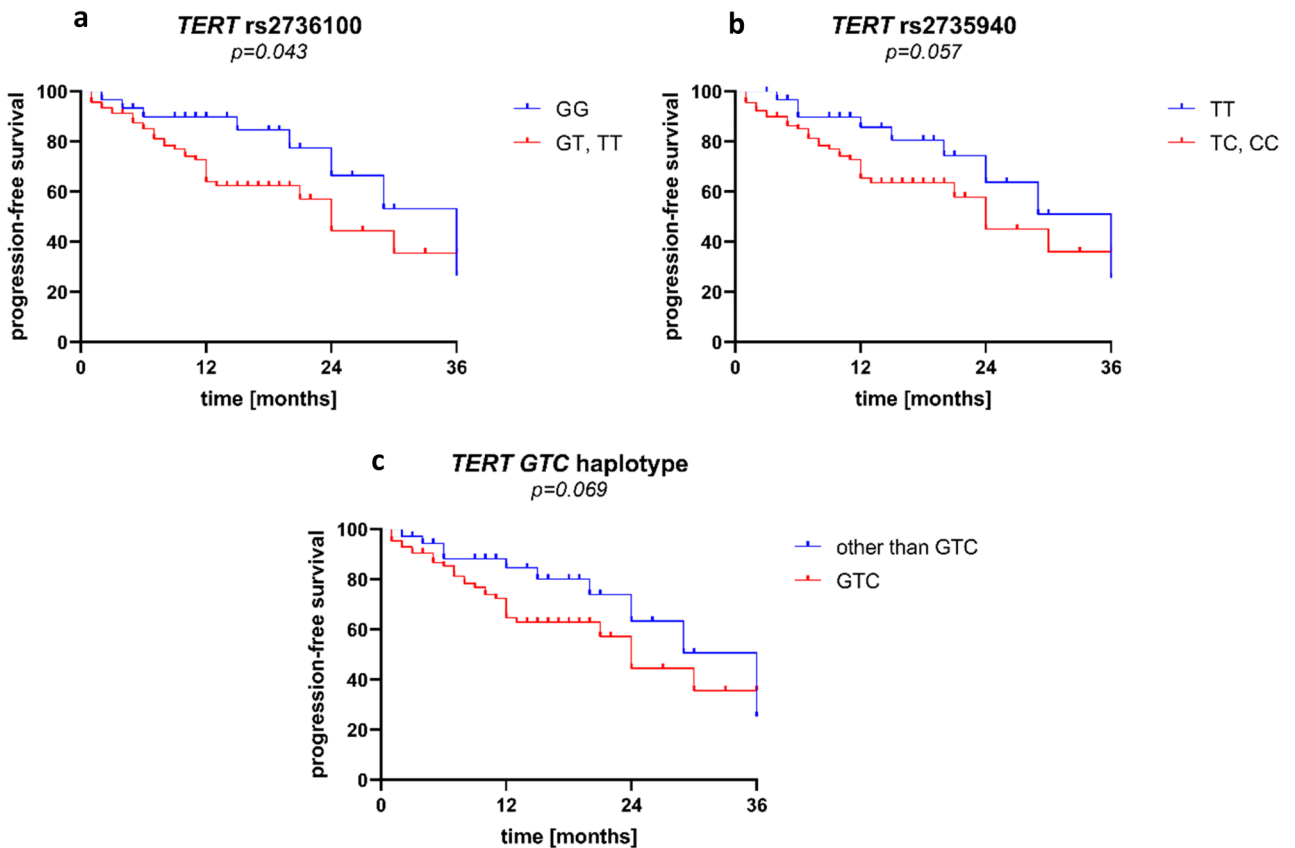 a
TERT rs2736100
p=0.043
progression-free survival
100
80
60
40
20
0
0 12 24 36
time [months]
GG
GT, TT
b
TERT rs2735940
p=0.057
progression-free survival
100
80
60
40
20
0
0 12 24 36
time [months]
TT
TC, CC
c
TERT GTC haplotype
p=0.069
progression-free survival
100
80
60
40
20
0
0 12 24 36
time [months]
other than GTC
GTC